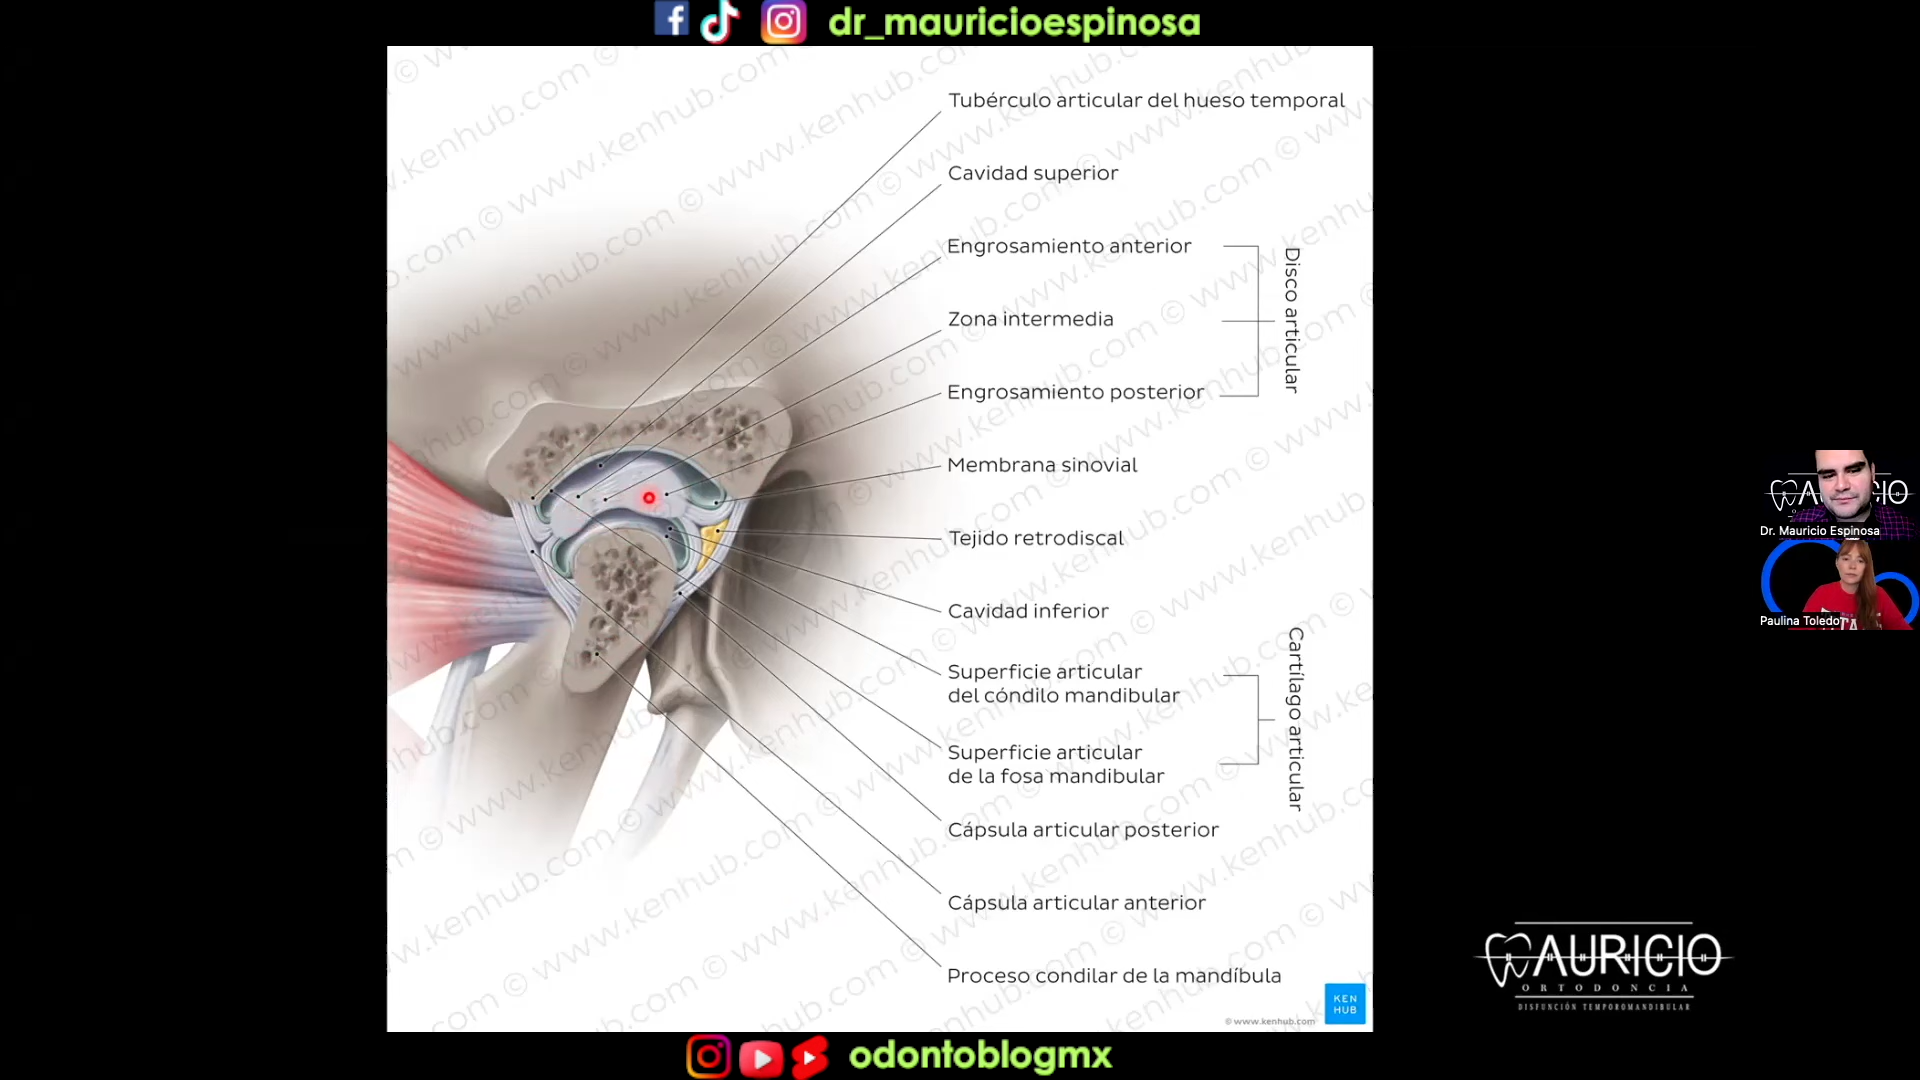 dr_mauricioespinosa
Tubérculo articular del hueso temporal
Cavidad superior
Engrosamiento anterior
Zona intermedia
Engrosamiento posterior
Disco articular
Membrana sinovial
Tejido retrodiscal
Cavidad inferior
Superficie articular
del cóndilo mandibular
Superficie articular
de la fosa mandibular
Cartílago articular
Cápsula articular posterior
Cápsula articular anterior
Proceso condilar de la mandíbula
KEN
HUB
© www.kenhub.com
Dr. Mauricio Espinosa
Paulina Toledo
MAURICIO
ORTODONCIA
DISFUNCIÓN TEMPOROMANDIBULAR
odontoblogmx